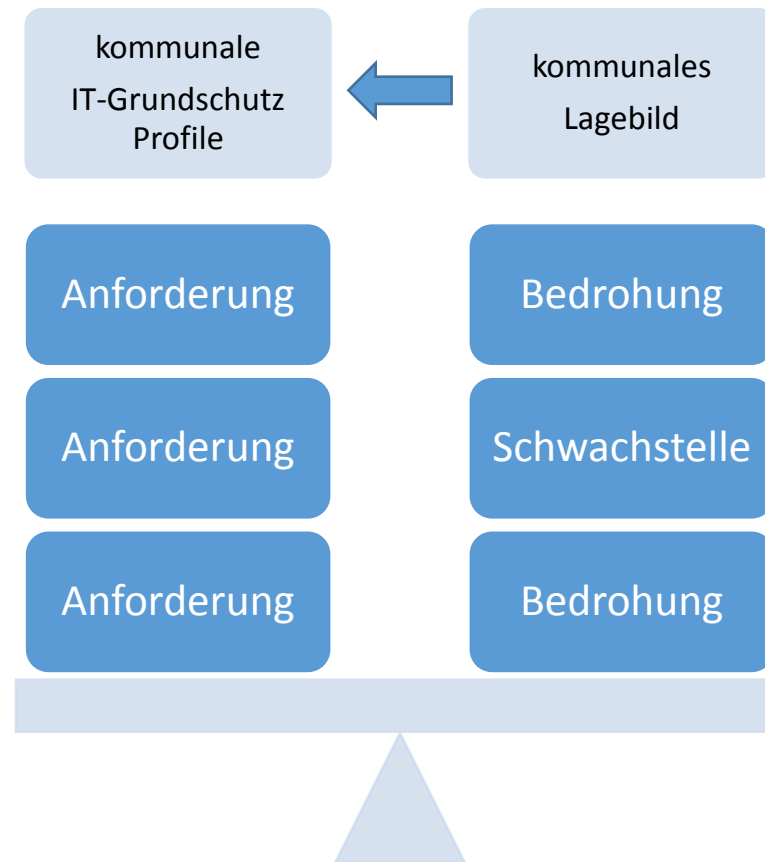 kommunale
IT-Grundschutz
Profile
kommunales
Lagebild
Anforderung
Bedrohung
Anforderung
Schwachstelle
Anforderung
Bedrohung